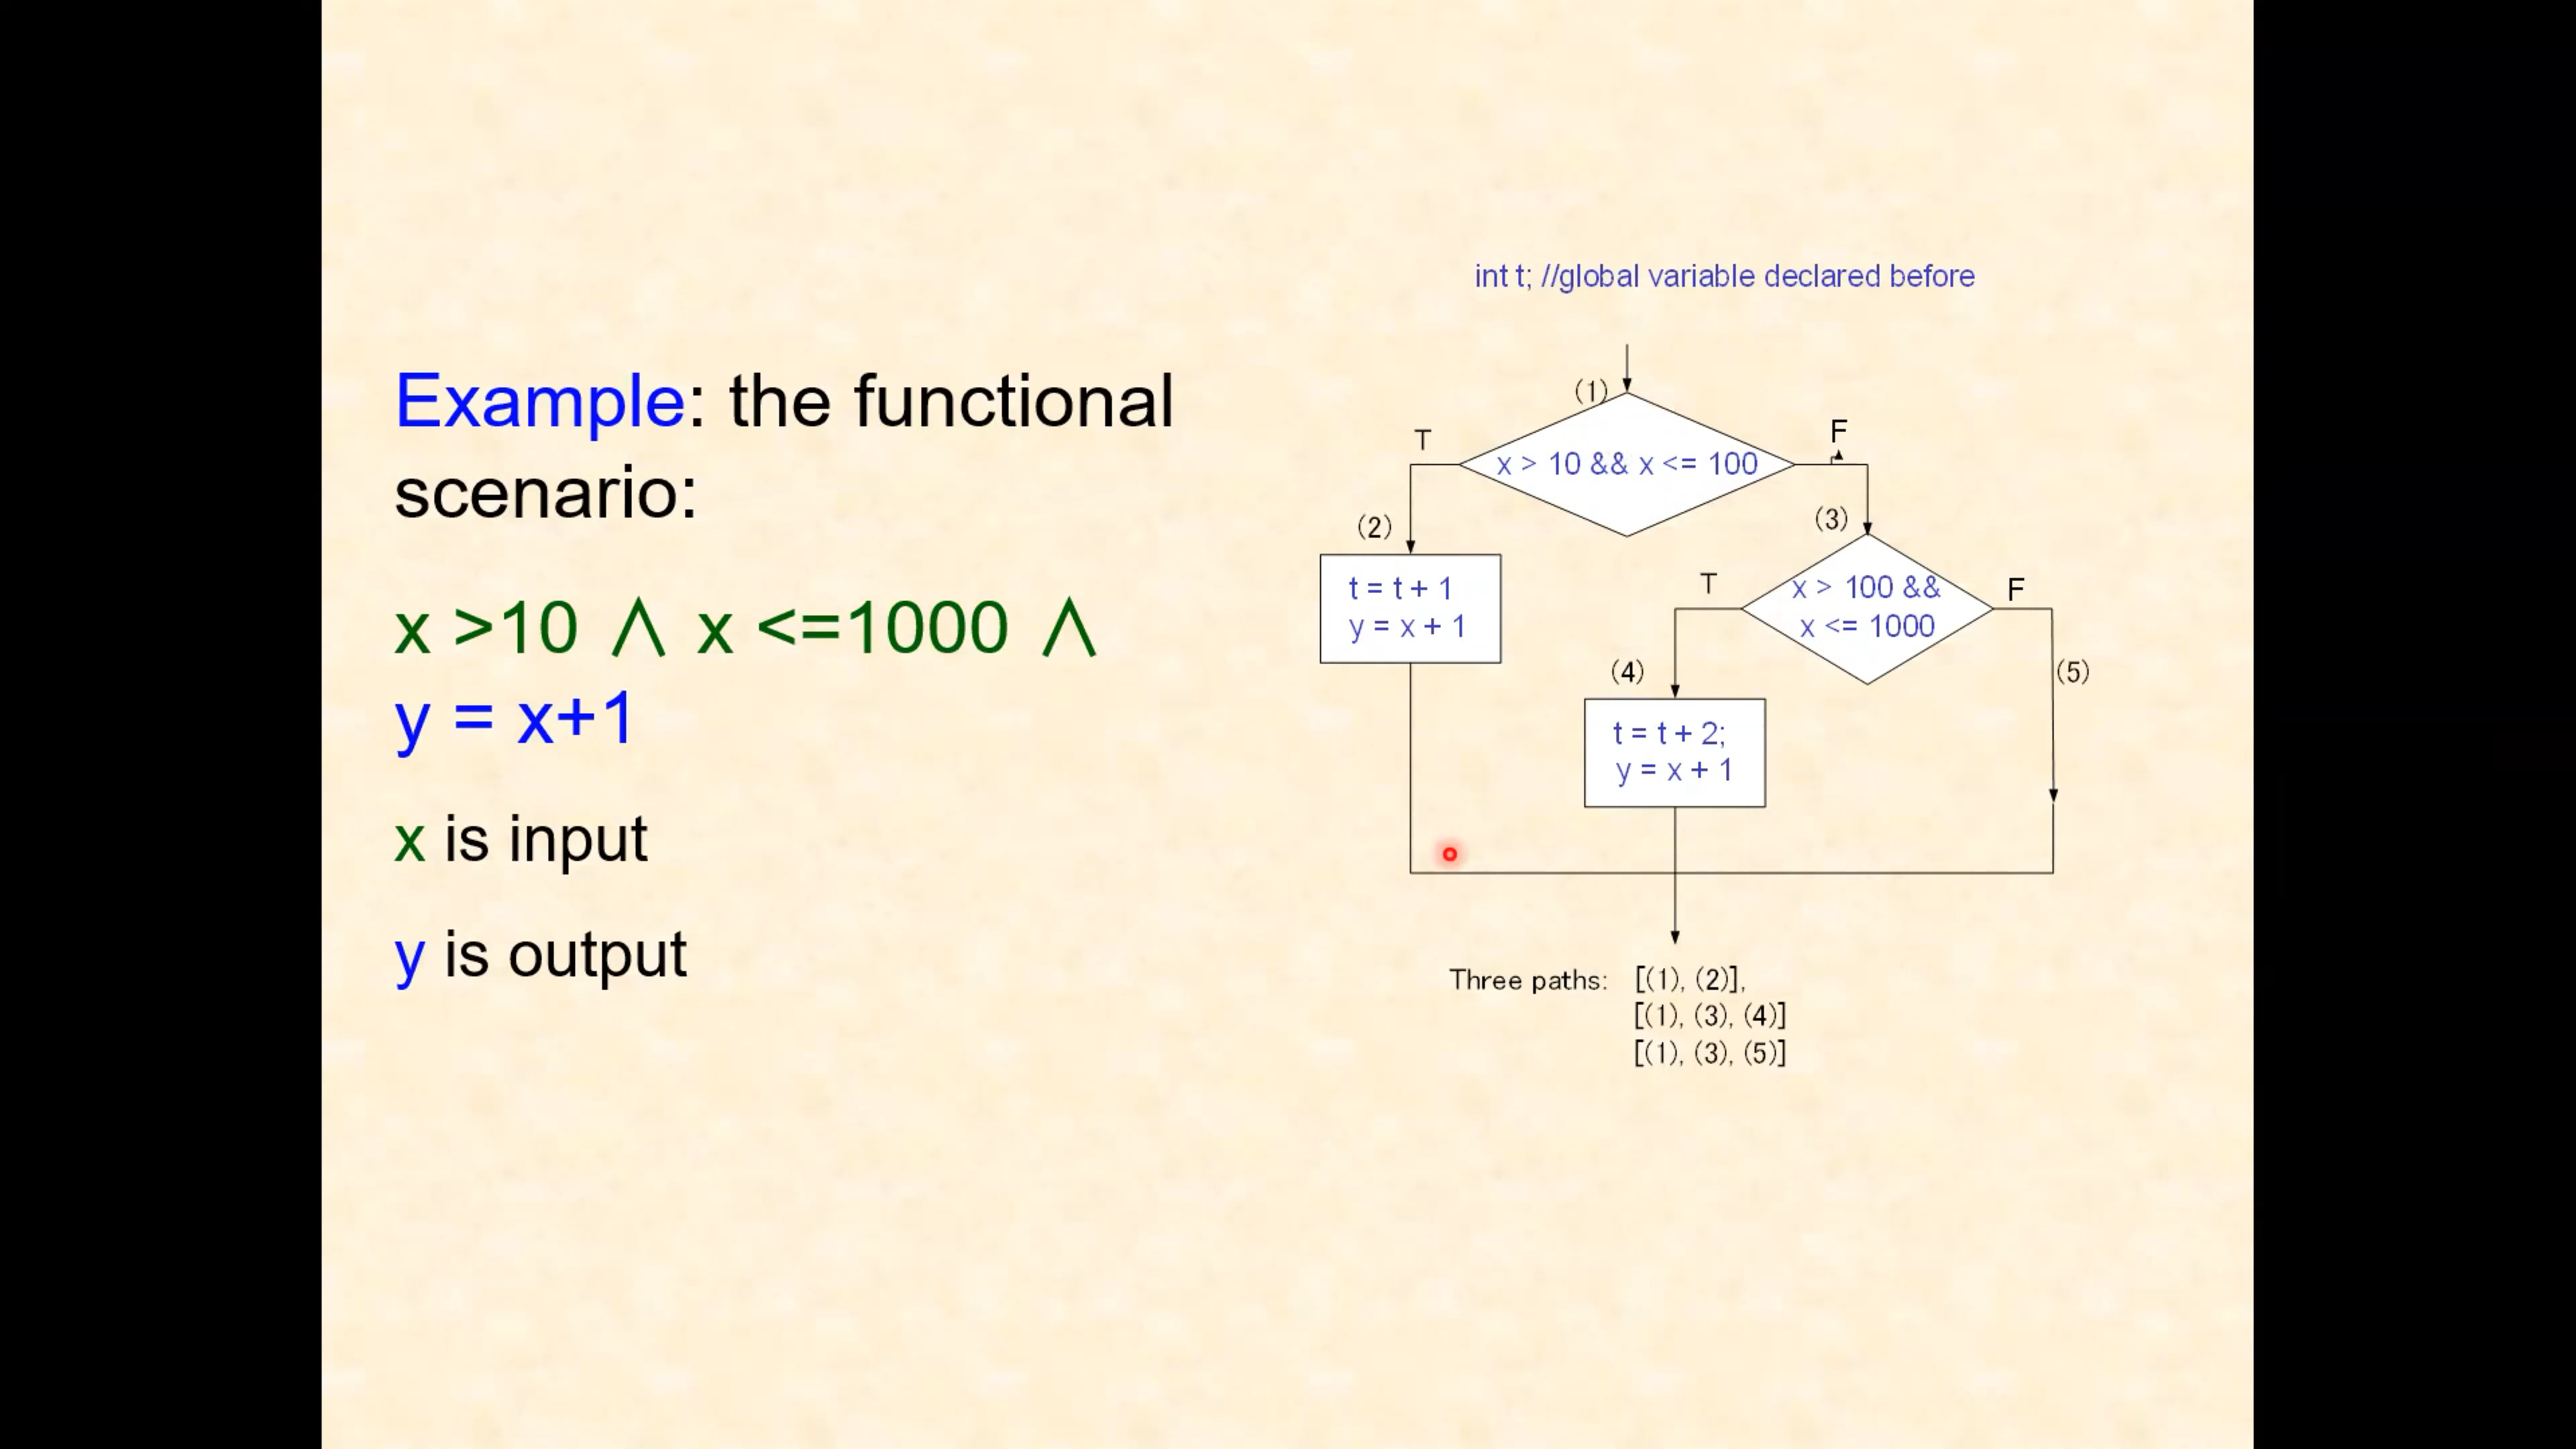 Example: the functional
scenario:
x >10 ∧ x <=1000 ∧
y = x+1
x is input
y is output
int t; //global variable declared before
(1)
T
x > 10 && x <= 100
F
(2)
t = t + 1
y = x + 1
(3)
T
x > 100 &&
x <= 1000
F
(4)
t = t + 2;
y = x + 1
(5)
Three paths: [(1), (2)],
[(1), (3), (4)]
[(1), (3), (5)]